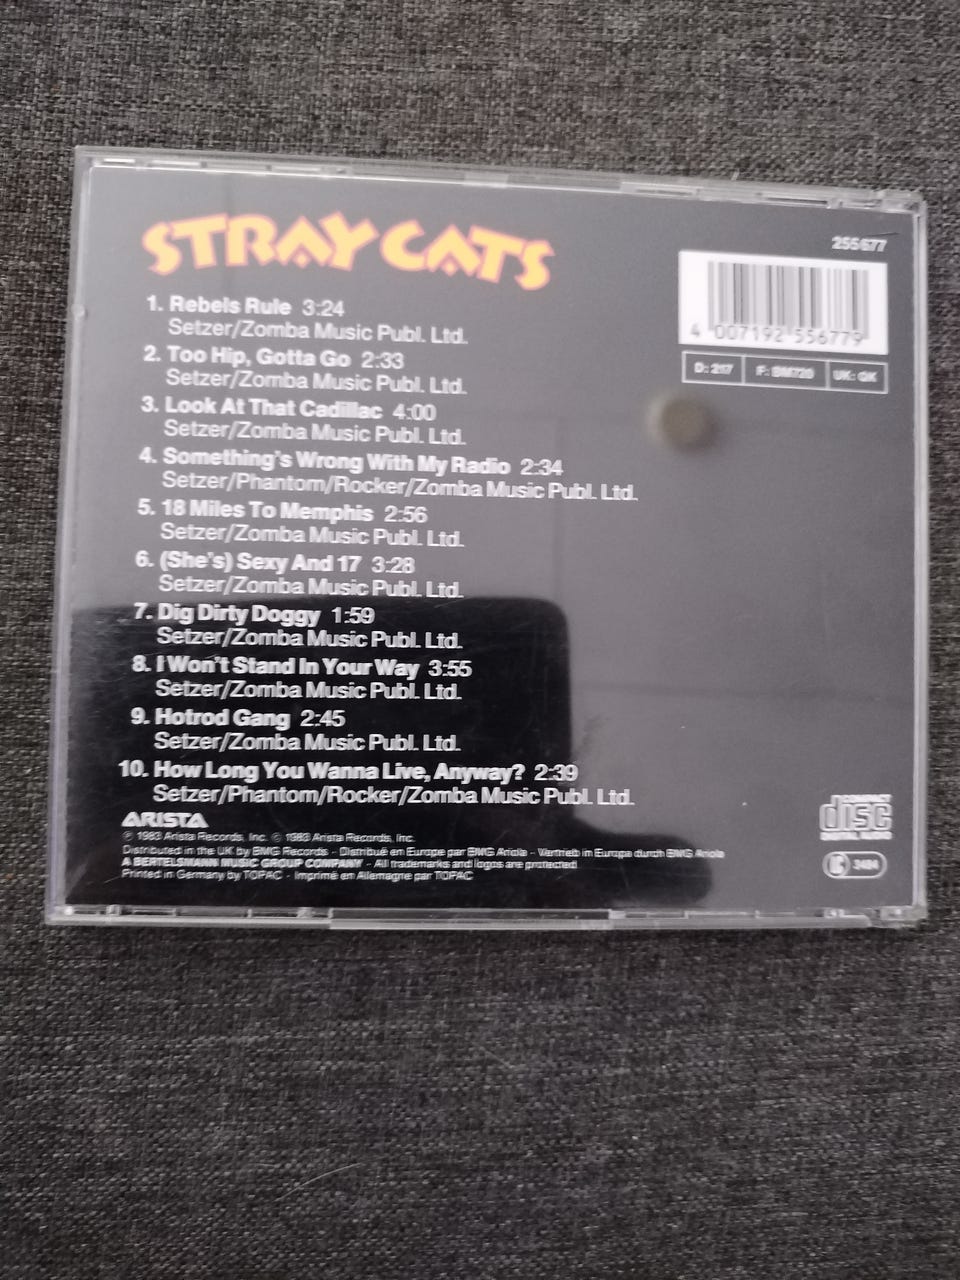 STRAY CATS
255677
4 007192 556779
D: 217 F: BM720 UK: QK
1. Rebels Rule 3:24
Setzer/Zomba Music Publ. Ltd.
2. Too Hip, Gotta Go 2:33
Setzer/Zomba Music Publ. Ltd.
3. Look At That Cadillac 4:00
Setzer/Zomba Music Publ. Ltd.
4. Something's Wrong With My Radio 2:34
Setzer/Phantom/Rocker/Zomba Music Publ. Ltd.
5. 18 Miles To Memphis 2:56
Setzer/Zomba Music Publ. Ltd.
6. (She's) Sexy And 17 3:28
Setzer/Zomba Music Publ. Ltd.
7. Dig Dirty Doggy 1:59
Setzer/Zomba Music Publ. Ltd.
8. I Won't Stand In Your Way 3:55
Setzer/Zomba Music Publ. Ltd.
9. Hotrod Gang 2:45
Setzer/Zomba Music Publ. Ltd.
10. How Long You Wanna Live, Anyway? 2:39
Setzer/Phantom/Rocker/Zomba Music Publ. Ltd.
ARISTA
℗ 1983 Arista Records, Inc. © 1983 Arista Records, Inc.
Distributed in the UK by BMG Records - Distribué en Europe par BMG Ariola - Vertrieb in Europa durch BMG Ariola
A BERTELSMANN MUSIC GROUP COMPANY - All trademarks and logos are protected
Printed in Germany by TOPAC - Imprimé en Allemagne par TOPAC
COMPACT
disc
DIGITAL AUDIO
LC 3484